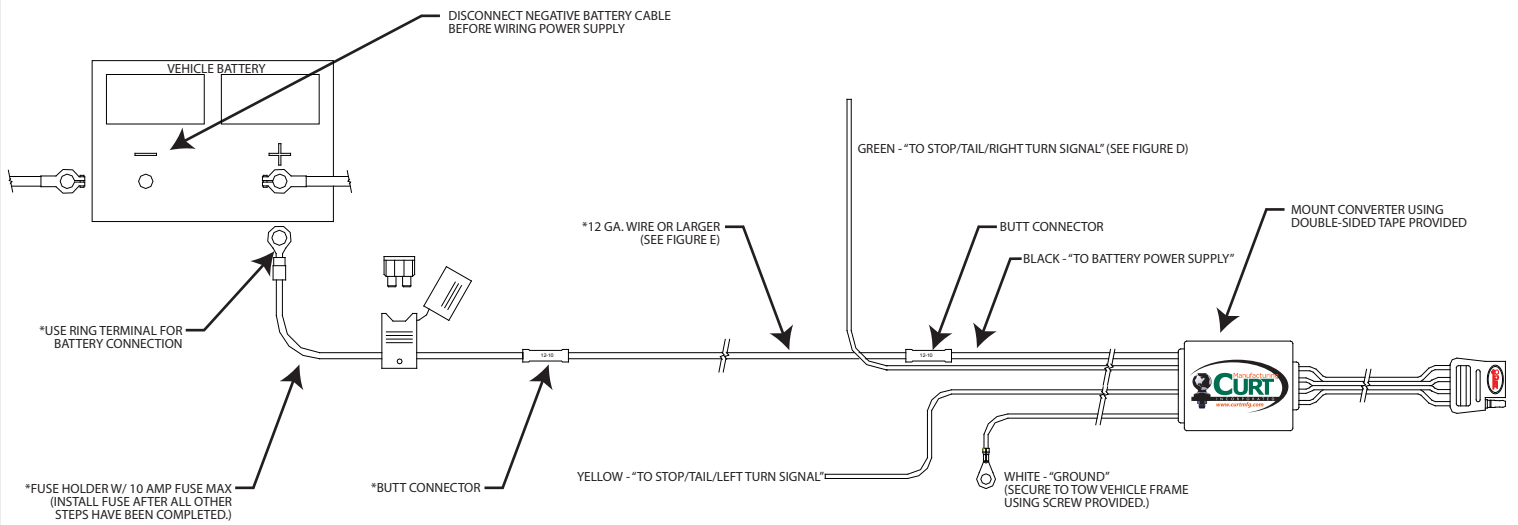 DISCONNECT NEGATIVE BATTERY CABLE
BEFORE WIRING POWER SUPPLY
VEHICLE BATTERY
GREEN - “TO STOP/TAIL/RIGHT TURN SIGNAL” (SEE FIGURE D)
*12 GA. WIRE OR LARGER
(SEE FIGURE E)
BUTT CONNECTOR
MOUNT CONVERTER USING
DOUBLE-SIDED TAPE PROVIDED
BLACK - “TO BATTERY POWER SUPPLY”
*USE RING TERMINAL FOR
BATTERY CONNECTION
12-10
12-10
Manufacturing
CURT
INCORPORATED
www.curtmfg.com
*FUSE HOLDER W/ 10 AMP FUSE MAX
(INSTALL FUSE AFTER ALL OTHER
STEPS HAVE BEEN COMPLETED.)
*BUTT CONNECTOR
YELLOW - “TO STOP/TAIL/LEFT TURN SIGNAL”
WHITE - “GROUND”
(SECURE TO TOW VEHICLE FRAME
USING SCREW PROVIDED.)